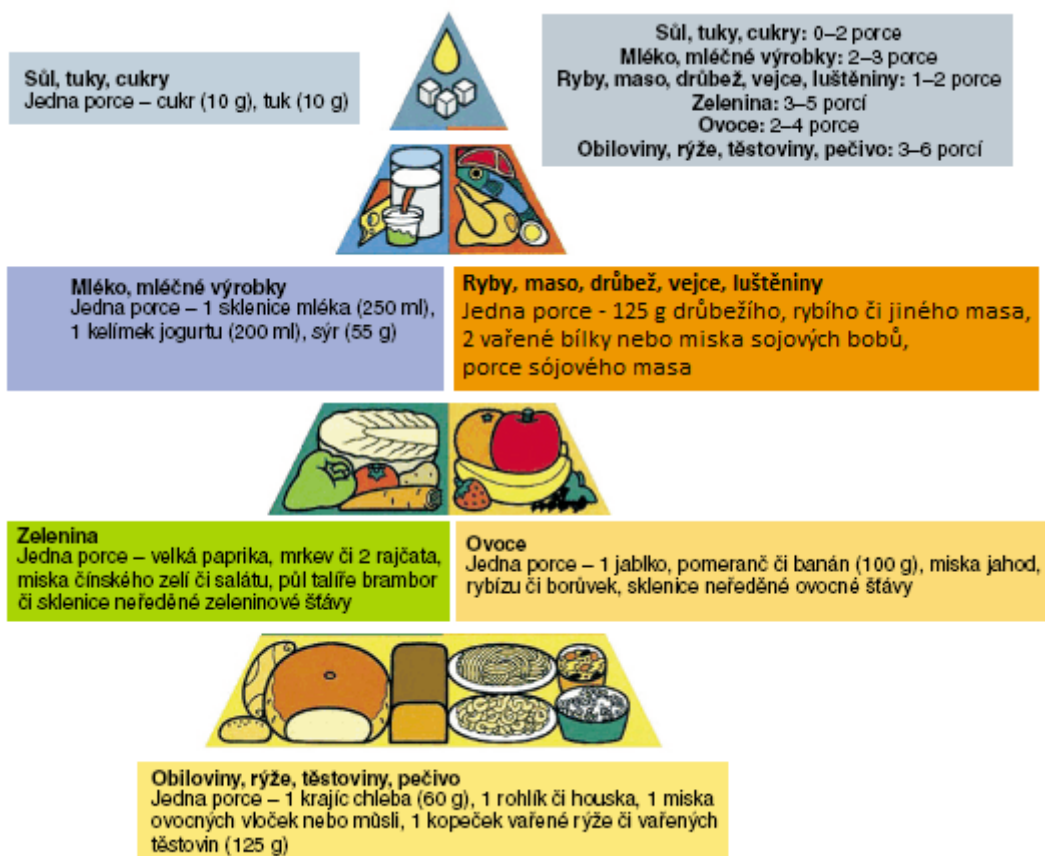 Sůl, tuky, cukry
Jedna porce – cukr (10 g), tuk (10 g)
Sůl, tuky, cukry: 0–2 porce
Mléko, mléčné výrobky: 2–3 porce
Ryby, maso, drůbež, vejce, luštěniny: 1–2 porce
Zelenina: 3–5 porcí
Ovoce: 2–4 porce
Obiloviny, rýže, těstoviny, pečivo: 3–6 porcí
Mléko, mléčné výrobky
Jedna porce – 1 sklenice mléka (250 ml),
1 kelímek jogurtu (200 ml), sýr (55 g)
Ryby, maso, drůbež, vejce, luštěniny
Jedna porce - 125 g drůbežího, rybího či jiného masa,
2 vařené bílky nebo miska sojových bobů,
porce sójového masa
Zelenina
Jedna porce – velká paprika, mrkev či 2 rajčata,
miska čínského zelí či salátu, půl talíře brambor
či sklenice neředěné zeleninové šťávy
Ovoce
Jedna porce – 1 jablko, pomeranč či banán (100 g), miska jahod,
rybízu či borůvek, sklenice neředěné ovocné šťávy
Obiloviny, rýže, těstoviny, pečivo
Jedna porce – 1 krajíc chleba (60 g), 1 rohlík či houska, 1 miska
ovocných vloček nebo műsli, 1 kopeček vařené rýže či vařených
těstovin (125 g)